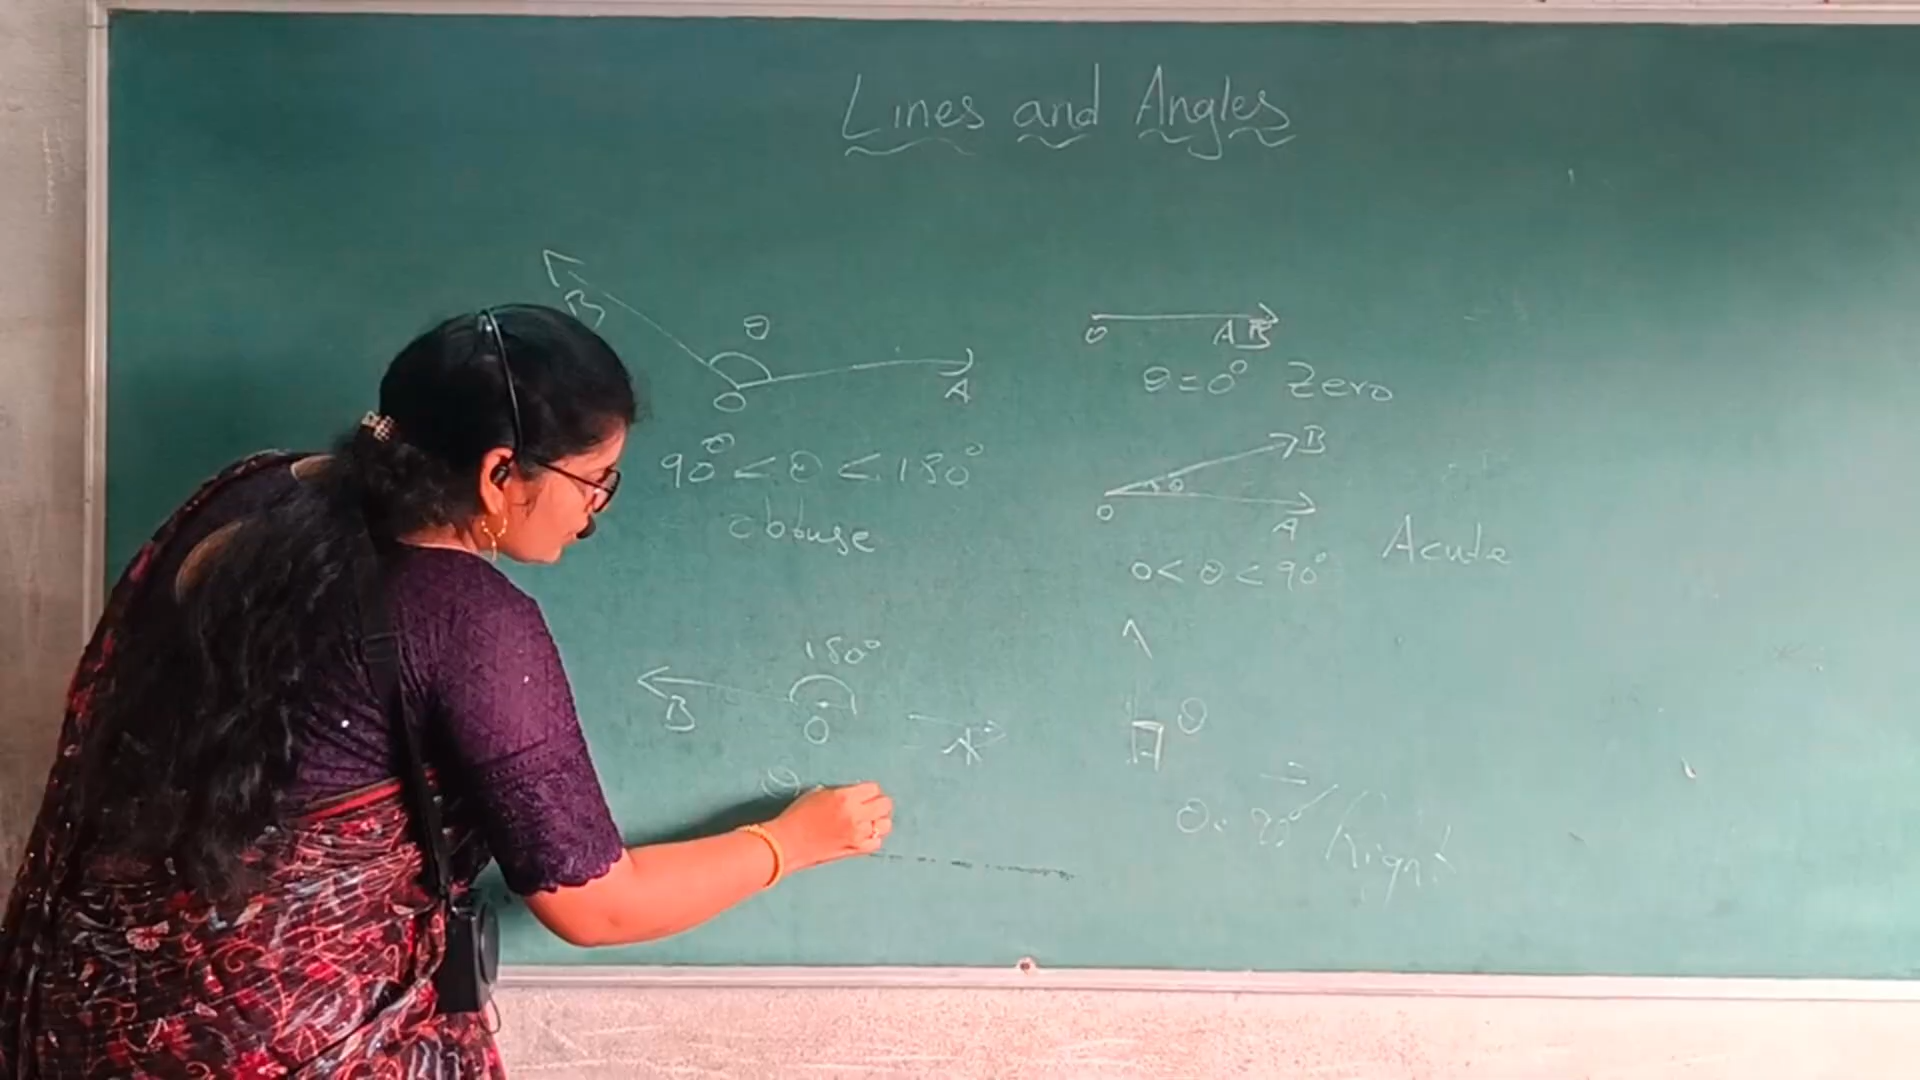 Lines and Angles
B
θ
O
A
90° < θ < 180°
obtuse
180°
B
O
A
θ
O
A B
θ = 0° Zero
B
θ
O
A
0 < θ < 90°
Acute
θ
θ = 90°
Right